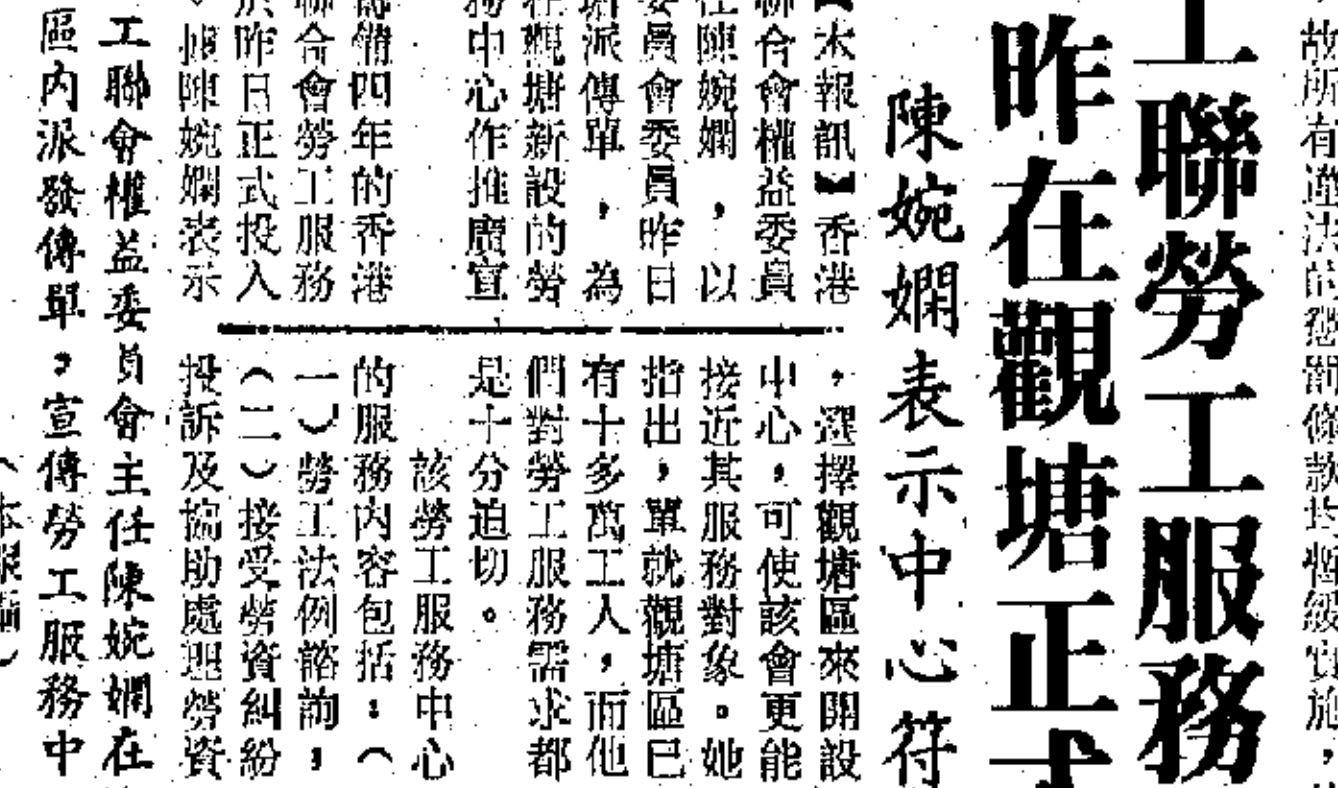 故所有違法的懲罰條款均暫緩實施，
工聯勞工服務
昨在觀塘正式
陳婉嫻表示中心符
【本報訊】香港
聯合會權益委員
任陳婉嫻，以
委員會委員昨日
塘派傳單，為
在觀塘新設的勞
務中心作推廣宣
籌備四年的香港
聯合會勞工服務
於昨日正式投入
。據陳婉嫻表示
，選擇觀塘區來開設
中心，可使該會更能
接近其服務對象。她
指出，單就觀塘區已
有十多萬工人，而他
們對勞工服務需求都
是十分迫切。
該勞工服務中心
的服務內容包括：（
一）勞工法例諮詢；
（二）接受勞資糾紛
投訴及協助處理勞資
工聯會權益委員會主任陳婉嫻在
區內派發傳單，宣傳勞工服務中
（本報攝）